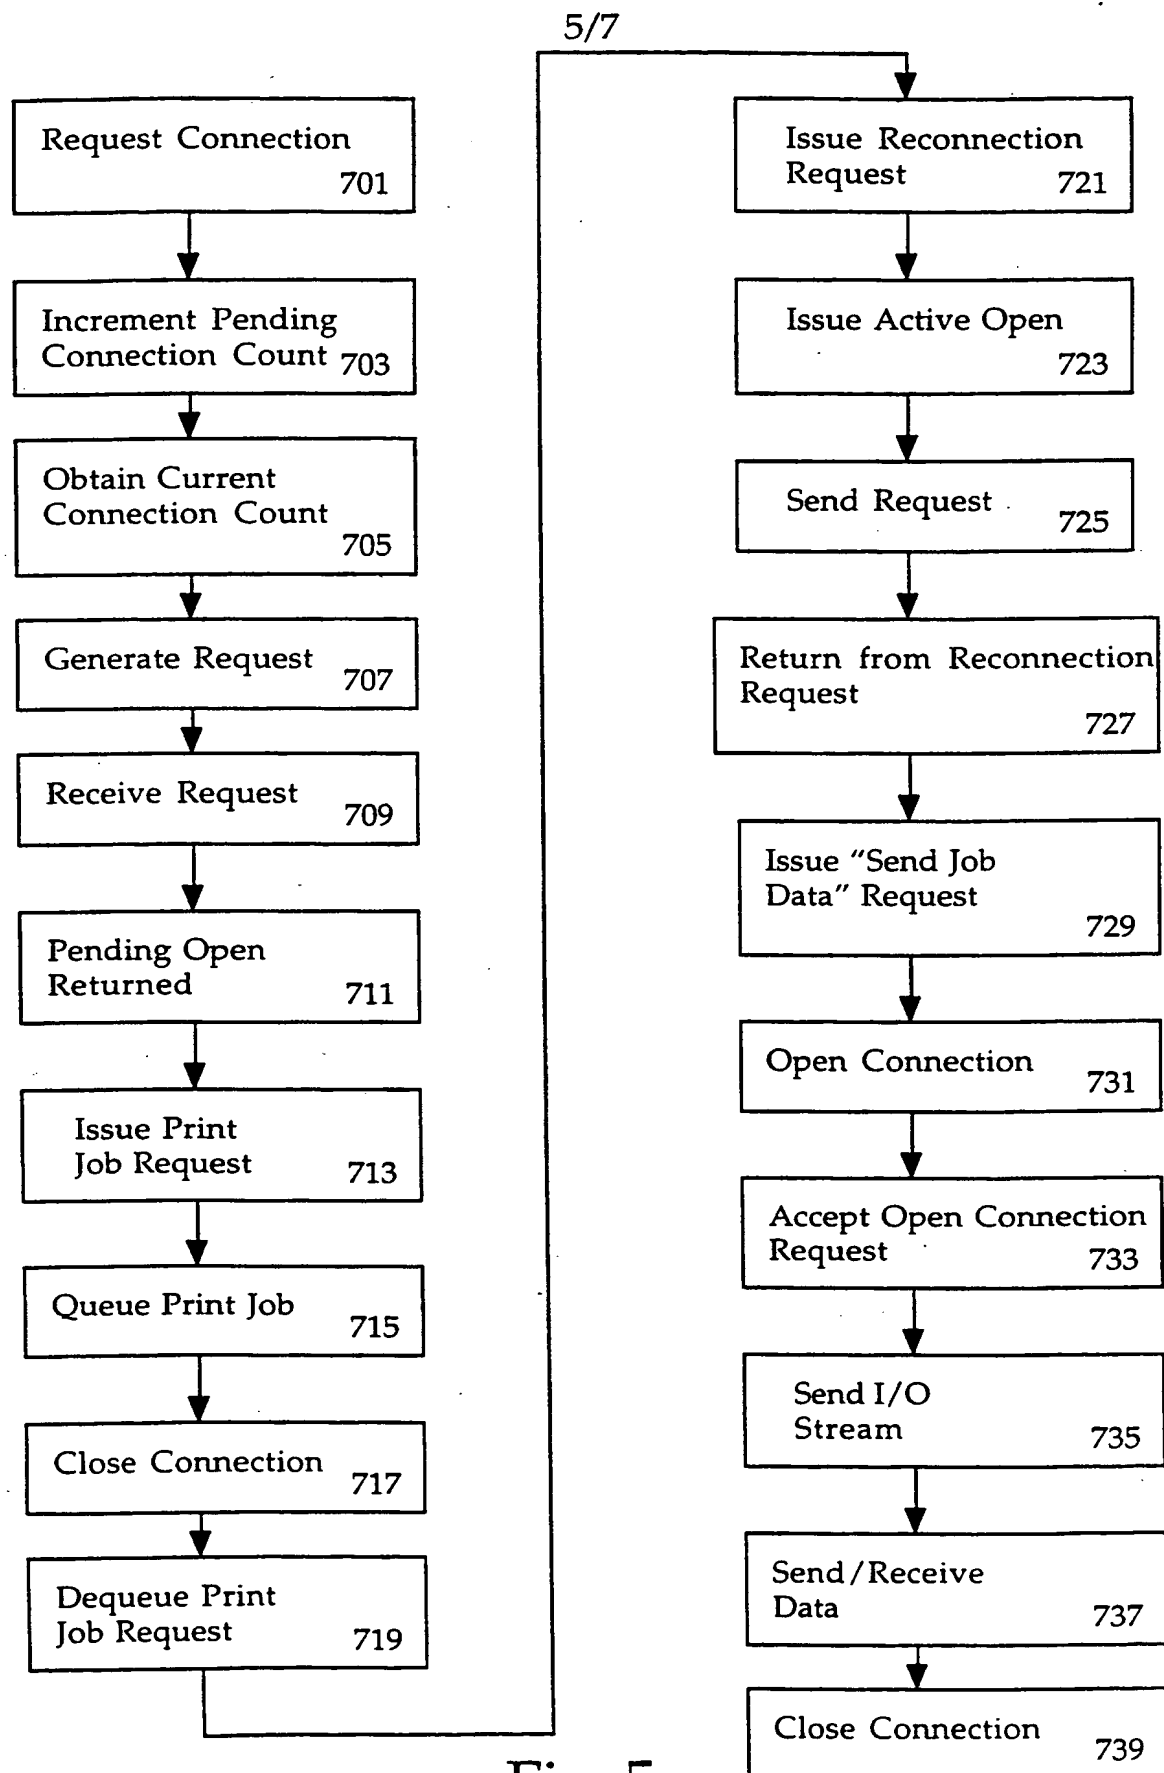 5/7
Request Connection
701
Increment Pending
Connection Count 703
Obtain Current
Connection Count
705
Generate Request
707
Receive Request
709
Pending Open
Returned
711
Issue Print
Job Request
713
Queue Print Job
715
Close Connection
717
Dequeue Print
Job Request
719
Issue Reconnection
Request
721
Issue Active Open
723
Send Request
725
Return from Reconnection
Request
727
Issue "Send Job
Data" Request
729
Open Connection
731
Accept Open Connection
Request
733
Send I/O
Stream
735
Send/Receive
Data
737
Close Connection
739